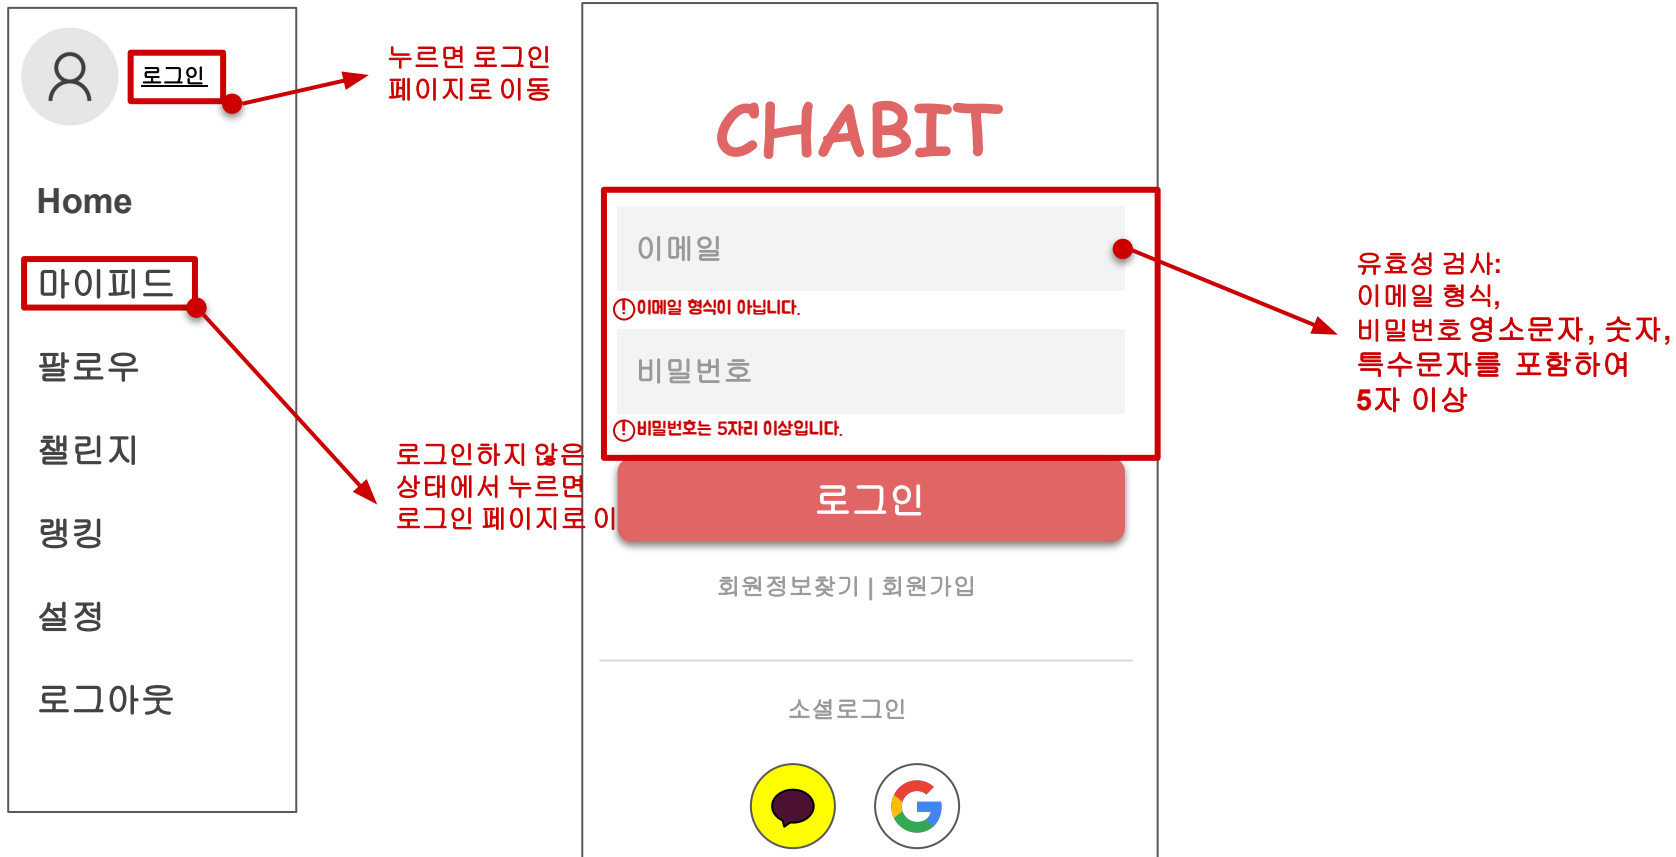 로그인
Home
마이피드
팔로우
챌린지
랭킹
설정
로그아웃
누르면 로그인
페이지로 이동
로그인하지 않은
상태에서 누르면
로그인 페이지로 이
CHABIT
이메일
이메일 형식이 아닙니다.
비밀번호
비밀번호는 5자리 이상입니다.
로그인
회원정보찾기 | 회원가입
소셜로그인
유효성 검사:
이메일 형식,
비밀번호 영소문자, 숫자,
특수문자를 포함하여
5자 이상